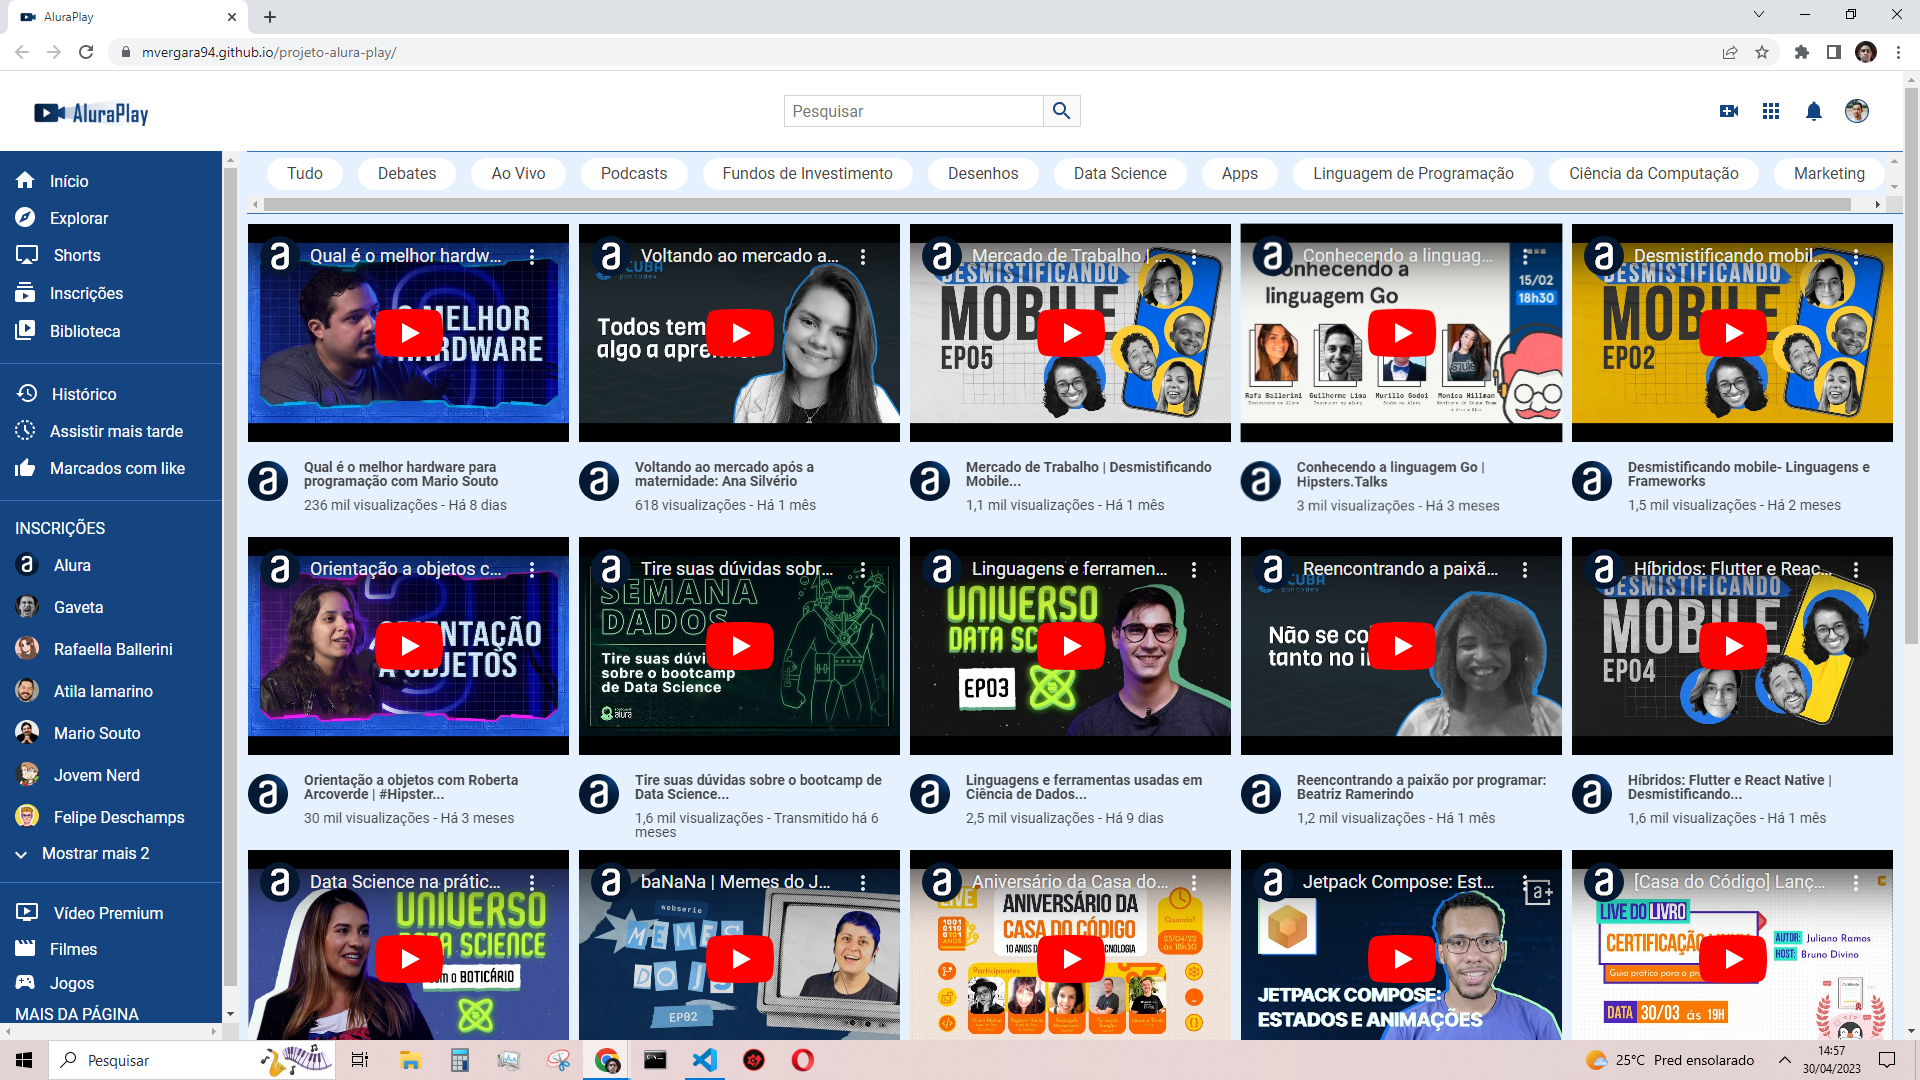 AluraPlay
mvergara94.github.io/projeto-alura-play/
AluraPlay
Pesquisar
Início
Explorar
Shorts
Inscrições
Biblioteca
Histórico
Assistir mais tarde
Marcados com like
INSCRIÇÕES
Alura
Gaveta
Rafaella Ballerini
Atila Iamarino
Mario Souto
Jovem Nerd
Felipe Deschamps
Mostrar mais 2
Vídeo Premium
Filmes
Jogos
MAIS DA PÁGINA
Tudo Debates Ao Vivo Podcasts Fundos de Investimento Desenhos Data Science Apps Linguagem de Programação Ciência da Computação Marketing
a Qual é o melhor hardw...
O MELHOR
HARDWARE
Qual é o melhor hardware para
programação com Mario Souto
236 mil visualizações - Há 8 dias
a Voltando ao mercado a...
pontodev
Todos tem
algo a
Voltando ao mercado após a
maternidade: Ana Silvério
618 visualizações - Há 1 mês
a Mercado de Trabalho | ...
DESMISTIFICANDO
MOBILE
EP05
Mercado de Trabalho | Desmistificando
Mobile...
1,1 mil visualizações - Há 1 mês
a Conhecendo a linguag...
Conhecendo a
linguagem Go
15/02
18h30
Rafa Ballerini Guilherme Lima Murillo Godoi Monica Hillman
Conhecendo a linguagem Go |
Hipsters.Talks
3 mil visualizações - Há 3 meses
a Desmistificando mobil...
DESMISTIFICANDO
MOBILE
EP02
Desmistificando mobile- Linguagens e
Frameworks
1,5 mil visualizações - Há 2 meses
a Orientação a objetos c...
ORIENTAÇÃO
A OBJETOS
Orientação a objetos com Roberta
Arcoverde | #Hipster...
30 mil visualizações - Há 3 meses
a Tire suas dúvidas sobr...
SEMANA
DADOS
Tire suas dúvidas
sobre o bootcamp
de Data Science
alura
Tire suas dúvidas sobre o bootcamp de
Data Science...
1,6 mil visualizações - Transmitido há 6
meses
a Linguagens e ferramen...
UNIVERSO
DATA SCIENCE
EP03
Linguagens e ferramentas usadas em
Ciência de Dados...
2,5 mil visualizações - Há 9 dias
a Reencontrando a paixã...
pontodev
Não se
tanto no
Reencontrando a paixão por programar:
Beatriz Ramerindo
1,2 mil visualizações - Há 1 mês
a Híbridos: Flutter e Reac...
DESMISTIFICANDO
MOBILE
EP04
Híbridos: Flutter e React Native |
Desmistificando...
1,6 mil visualizações - Há 1 mês
a Data Science na prátic...
UNIVERSO
DATA SCIENCE
com o BOTICÁRIO
a baNaNa | Memes do J...
webserie
MEMES
DO JS
EP02
a Aniversário da Casa do...
LIVE
ANIVERSÁRIO DA
CASA DO CÓDIGO
Quando?
25/04/22
às 18h30
Participantes
a Jetpack Compose: Est...
a+
JETPACK COMPOSE:
ESTADOS E ANIMAÇÕES
a [Casa do Código] Lanç...
LIVE DO LIVRO
CERTIFICAÇÃO
AUTOR: Juliano Ramos
HOST: Bruno Divino
Guia prático para a
DATA 30/03 às 19H
Pesquisar
25°C Pred ensolarado
14:57
30/04/2023